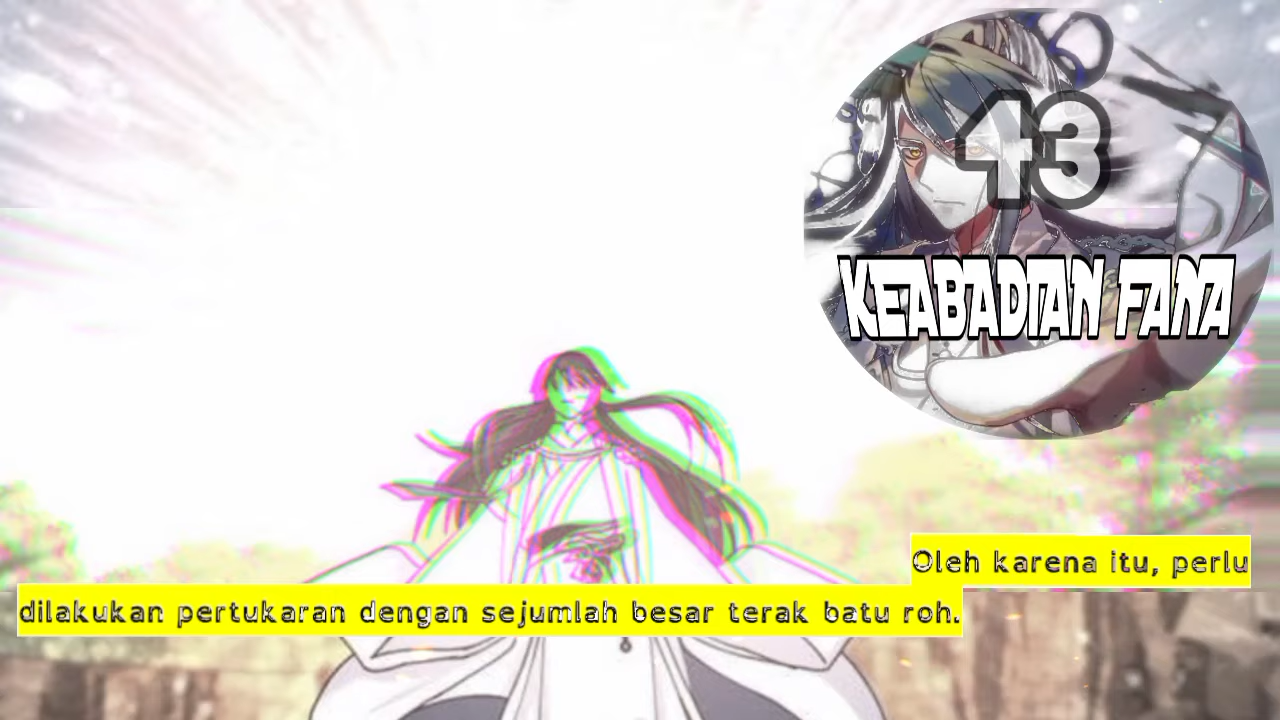 43
KEABADIAN FANA
Oleh karena itu, perlu
dilakukan pertukaran dengan sejumlah besar terak batu roh.